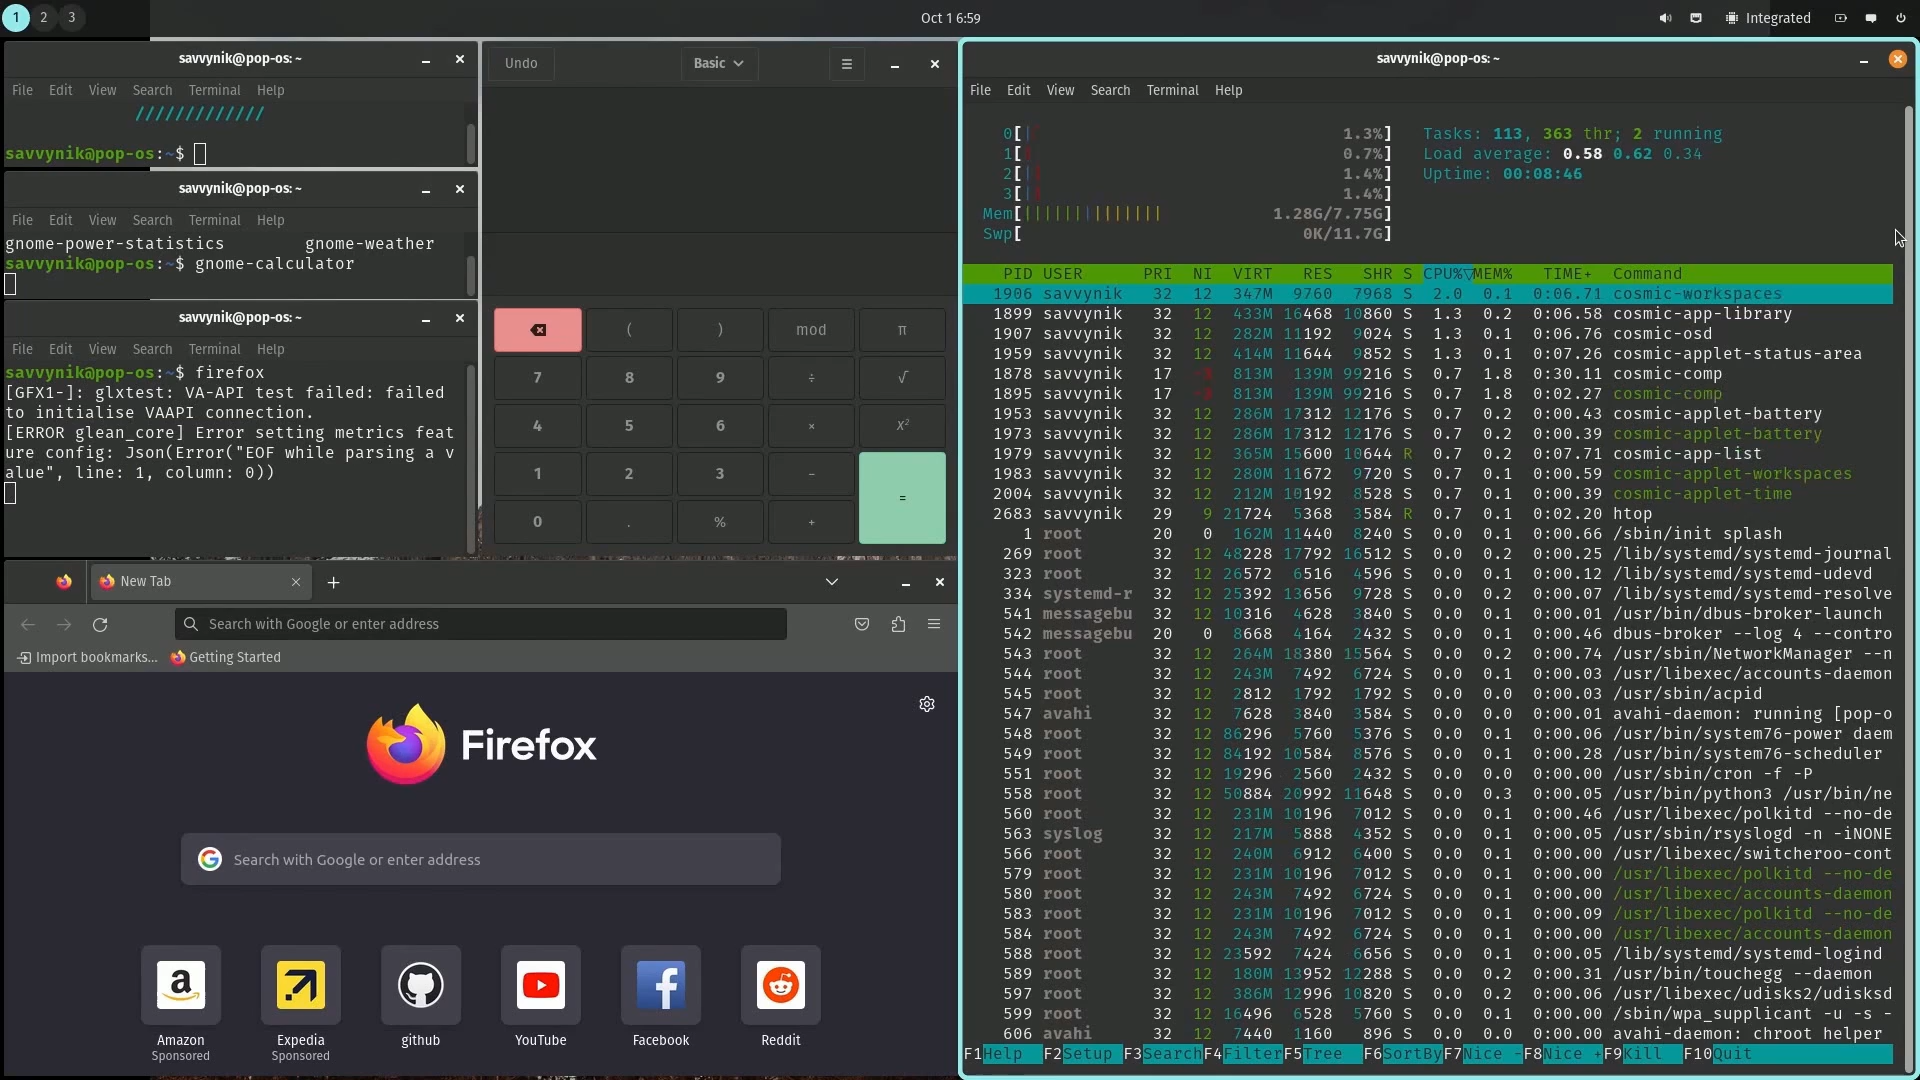 1 2 3
Oct 1 6:59
Integrated
savvynik@pop-os: ~
File Edit View Search Terminal Help
/////////////
savvynik@pop-os:~$
savvynik@pop-os: ~
File Edit View Search Terminal Help
gnome-power-statistics gnome-weather
savvynik@pop-os:~$ gnome-calculator
savvynik@pop-os: ~
File Edit View Search Terminal Help
savvynik@pop-os:~$ firefox
[GFX1-]: glxtest: VA-API test failed: failed
to initialise VAAPI connection.
[ERROR glean_core] Error setting metrics feat
ure config: Json(Error("EOF while parsing a v
alue", line: 1, column: 0))
Undo Basic
( ) mod π
7 8 9 ÷ √
4 5 6 × x²
1 2 3 −
0 . % + =
New Tab
Search with Google or enter address
Import bookmarks... Getting Started
Firefox
Search with Google or enter address
Amazon Expedia github YouTube Facebook Reddit
Sponsored Sponsored
savvynik@pop-os: ~
File Edit View Search Terminal Help
0[| 1.3%] Tasks: 113, 363 thr; 2 running
1[ 0.7%] Load average: 0.58 0.62 0.34
2[|| 1.4%] Uptime: 00:08:46
3[|| 1.4%]
Mem[|||||||||||||| 1.28G/7.75G]
Swp[ 0K/11.7G]
PID USER PRI NI VIRT RES SHR S CPU%▽MEM% TIME+ Command
1906 savvynik 32 12 347M 9760 7968 S 2.0 0.1 0:06.71 cosmic-workspaces
1899 savvynik 32 12 433M 16468 10860 S 1.3 0.2 0:06.58 cosmic-app-library
1907 savvynik 32 12 282M 11192 9024 S 1.3 0.1 0:06.76 cosmic-osd
1959 savvynik 32 12 414M 11644 9852 S 1.3 0.1 0:07.26 cosmic-applet-status-area
1878 savvynik 17 813M 139M 99216 S 0.7 1.8 0:30.11 cosmic-comp
1895 savvynik 17 813M 139M 99216 S 0.7 1.8 0:02.27 cosmic-comp
1953 savvynik 32 12 286M 17312 12176 S 0.7 0.2 0:00.43 cosmic-applet-battery
1973 savvynik 32 12 286M 17312 12176 S 0.7 0.2 0:00.39 cosmic-applet-battery
1979 savvynik 32 12 365M 15600 10644 R 0.7 0.2 0:07.71 cosmic-app-list
1983 savvynik 32 12 280M 11672 9720 S 0.7 0.1 0:00.59 cosmic-applet-workspaces
2004 savvynik 32 12 212M 10192 8528 S 0.7 0.1 0:00.39 cosmic-applet-time
2683 savvynik 29 9 21724 5368 3584 R 0.7 0.1 0:02.20 htop
1 root 20 0 162M 11440 8240 S 0.0 0.1 0:00.66 /sbin/init splash
269 root 32 12 48228 17792 16512 S 0.0 0.2 0:00.25 /lib/systemd/systemd-journal
323 root 32 12 26572 6516 4596 S 0.0 0.1 0:00.12 /lib/systemd/systemd-udevd
334 systemd-r 32 12 25392 13656 9728 S 0.0 0.2 0:00.07 /lib/systemd/systemd-resolve
541 messagebu 32 12 10316 4628 3840 S 0.0 0.1 0:00.01 /usr/bin/dbus-broker-launch
542 messagebu 20 0 8668 4164 2432 S 0.0 0.1 0:00.46 dbus-broker --log 4 --contro
543 root 32 12 264M 18380 15564 S 0.0 0.2 0:00.74 /usr/sbin/NetworkManager --n
544 root 32 12 243M 7492 6724 S 0.0 0.1 0:00.03 /usr/libexec/accounts-daemon
545 root 32 12 2812 1792 1792 S 0.0 0.0 0:00.03 /usr/sbin/acpid
547 avahi 32 12 7628 3840 3584 S 0.0 0.0 0:00.01 avahi-daemon: running [pop-o
548 root 32 12 86296 5760 5376 S 0.0 0.1 0:00.06 /usr/bin/system76-power daem
549 root 32 12 84192 10584 8576 S 0.0 0.1 0:00.28 /usr/bin/system76-scheduler
551 root 32 12 19296 2560 2432 S 0.0 0.0 0:00.00 /usr/sbin/cron -f -P
558 root 32 12 50884 20992 11648 S 0.0 0.3 0:00.05 /usr/bin/python3 /usr/bin/ne
560 root 32 12 231M 10196 7012 S 0.0 0.1 0:00.46 /usr/libexec/polkitd --no-de
563 syslog 32 12 217M 5888 4352 S 0.0 0.1 0:00.05 /usr/sbin/rsyslogd -n -iNONE
566 root 32 12 240M 6912 6400 S 0.0 0.1 0:00.00 /usr/libexec/switcheroo-cont
579 root 32 12 231M 10196 7012 S 0.0 0.1 0:00.00 /usr/libexec/polkitd --no-de
580 root 32 12 243M 7492 6724 S 0.0 0.1 0:00.00 /usr/libexec/accounts-daemon
583 root 32 12 231M 10196 7012 S 0.0 0.1 0:00.09 /usr/libexec/polkitd --no-de
584 root 32 12 243M 7492 6724 S 0.0 0.1 0:00.00 /usr/libexec/accounts-daemon
588 root 32 12 23592 7424 6656 S 0.0 0.1 0:00.05 /lib/systemd/systemd-logind
589 root 32 12 180M 13952 12288 S 0.0 0.2 0:00.31 /usr/bin/touchegg --daemon
597 root 32 12 386M 12996 10820 S 0.0 0.2 0:00.06 /usr/libexec/udisks2/udisksd
599 root 32 12 16496 6528 5760 S 0.0 0.1 0:00.00 /sbin/wpa_supplicant -u -s -
606 avahi 32 12 7440 1160 896 S 0.0 0.0 0:00.00 avahi-daemon: chroot helper
F1Help F2Setup F3SearchF4FilterF5Tree F6SortByF7Nice -F8Nice +F9Kill F10Quit